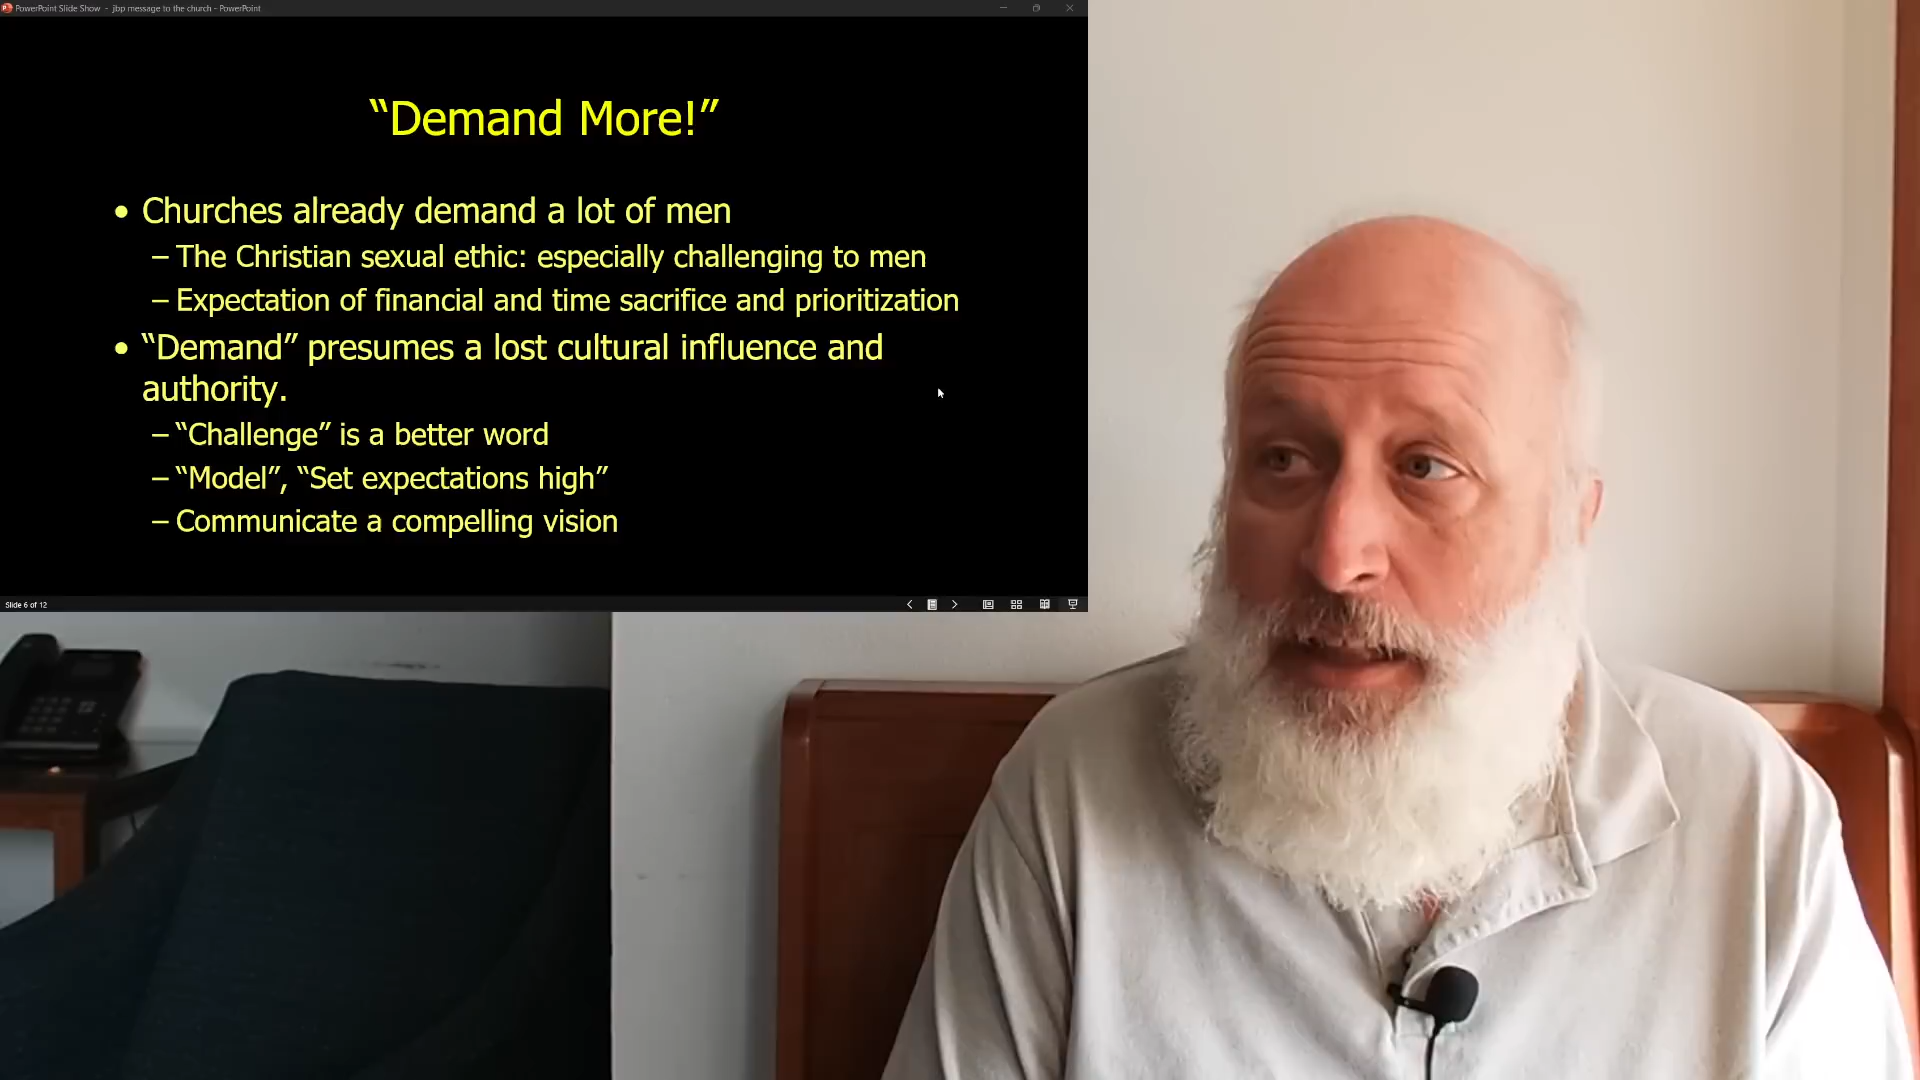 PowerPoint Slide Show - jbp message to the church - PowerPoint
“Demand More!”
• Churches already demand a lot of men
– The Christian sexual ethic: especially challenging to men
– Expectation of financial and time sacrifice and prioritization
• “Demand” presumes a lost cultural influence and
authority.
– “Challenge” is a better word
– “Model”, “Set expectations high”
– Communicate a compelling vision
Slide 6 of 12